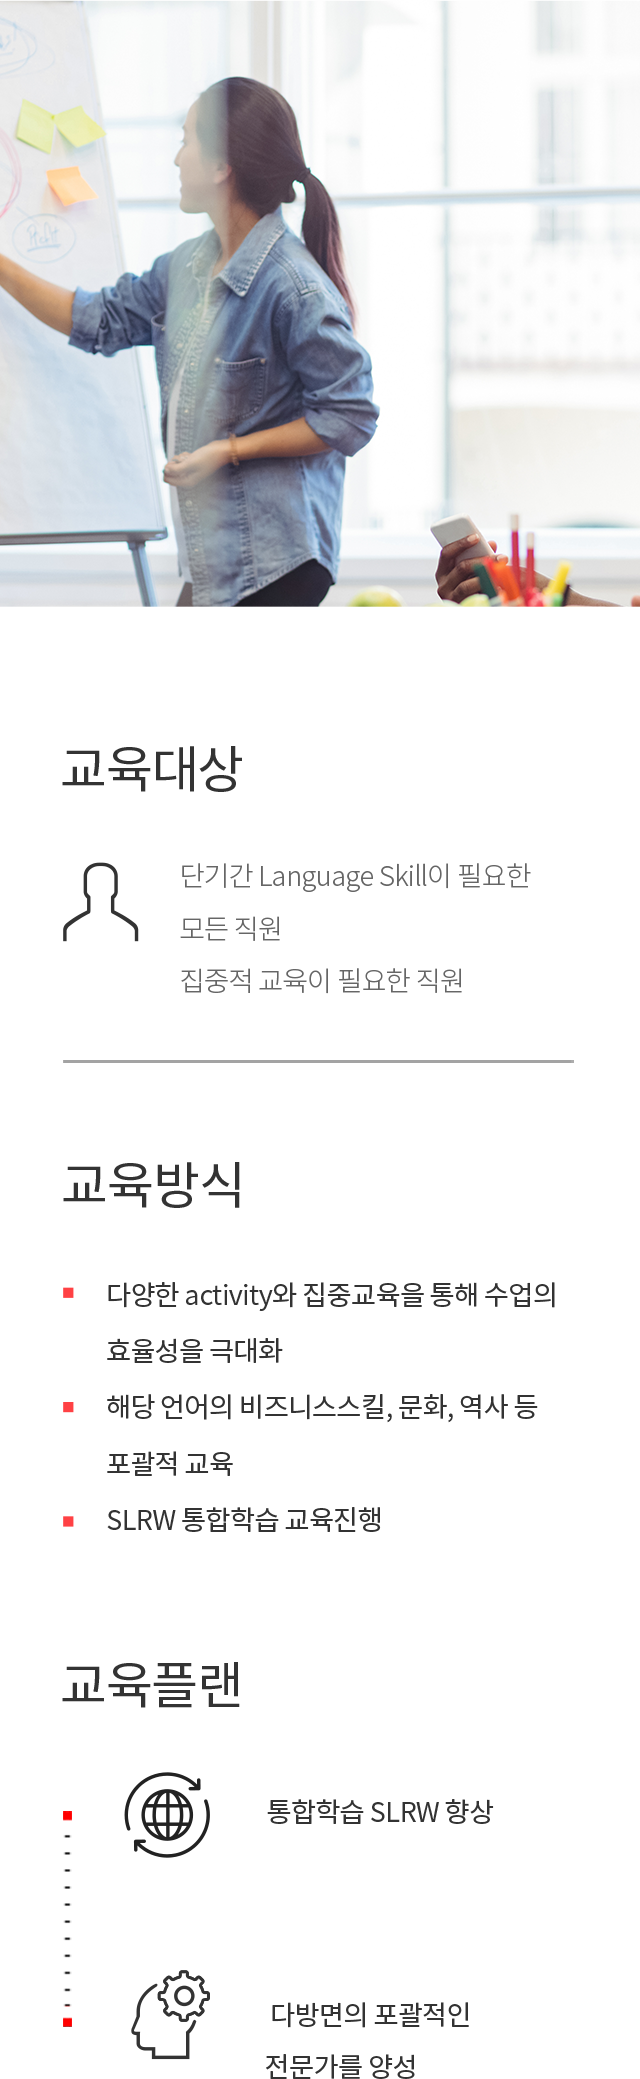 Profit
교육대상
단기간 Language Skill이 필요한
모든 직원
집중적 교육이 필요한 직원
교육방식
다양한 activity와 집중교육을 통해 수업의
효율성을 극대화
해당 언어의 비즈니스스킬, 문화, 역사 등
포괄적 교육
SLRW 통합학습 교육진행
교육플랜
통합학습 SLRW 향상
다방면의 포괄적인
전문가를 양성